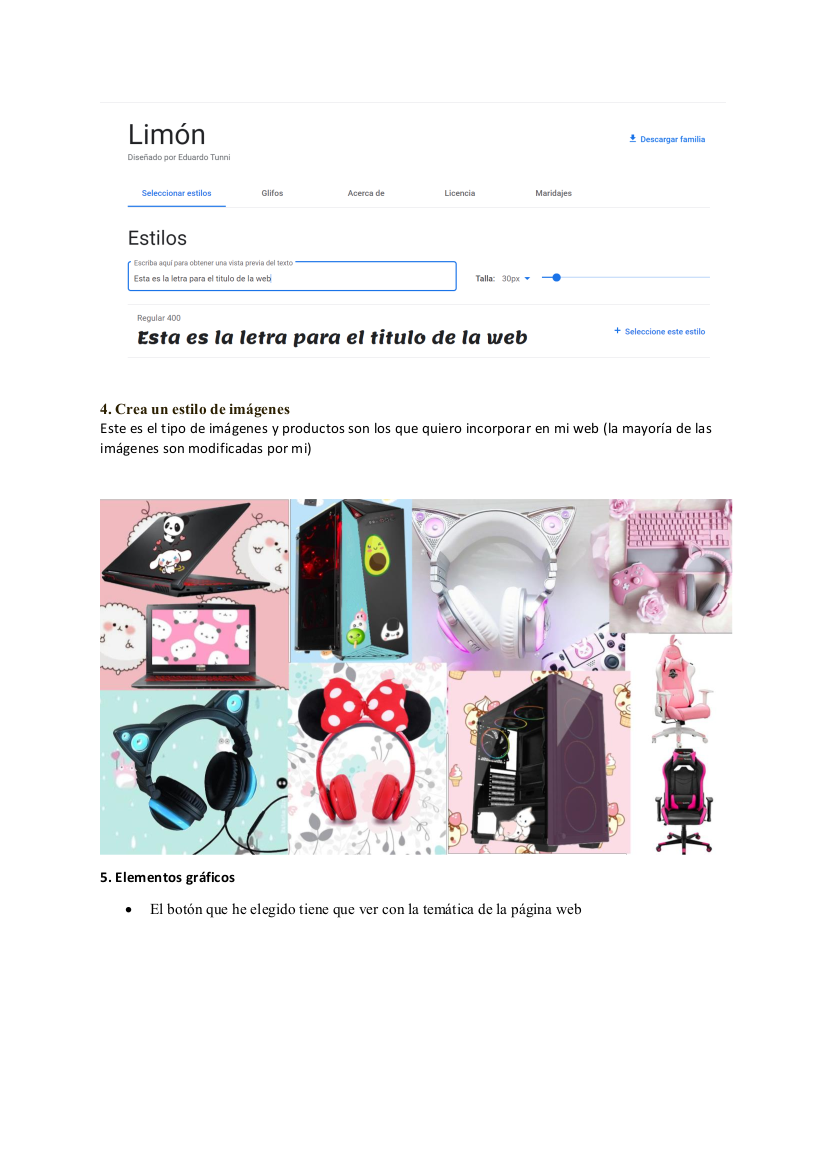 Limón
Descargar familia
Diseñado por Eduardo Tunni
Seleccionar estilos Glifos Acerca de Licencia Maridajes
Estilos
Escriba aquí para obtener una vista previa del texto
Esta es la letra para el titulo de la web
Talla: 30px
Regular 400
Esta es la letra para el titulo de la web
+ Seleccione este estilo
4. Crea un estilo de imágenes
Este es el tipo de imágenes y productos son los que quiero incorporar en mi web (la mayoría de las
imágenes son modificadas por mi)
5. Elementos gráficos
• El botón que he elegido tiene que ver con la temática de la página web